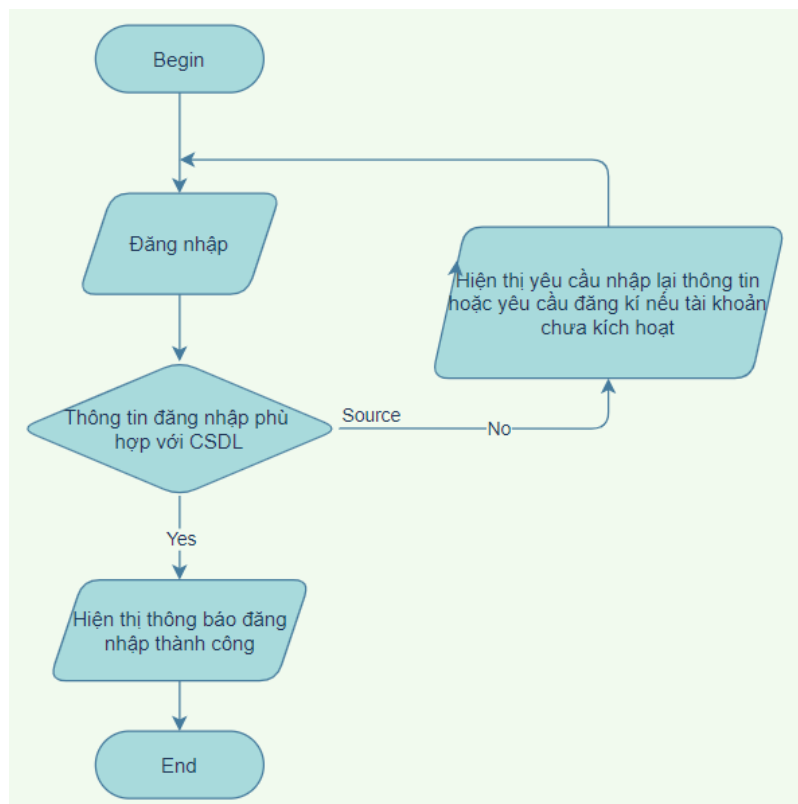 Begin
Đăng nhập
Hiện thị yêu cầu nhập lại thông tin
hoặc yêu cầu đăng kí nếu tài khoản
chưa kích hoạt
Thông tin đăng nhập phù
hợp với CSDL
Source
No
Yes
Hiện thị thông báo đăng
nhập thành công
End